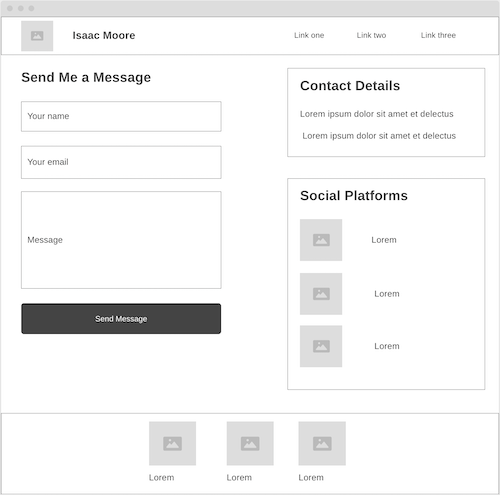 Isaac Moore
Link one
Link two
Link three
Send Me a Message
Your name
Your email
Message
Send Message
Contact Details
Lorem ipsum dolor sit amet et delectus
Lorem ipsum dolor sit amet et delectus
Social Platforms
Lorem
Lorem
Lorem
Lorem
Lorem
Lorem